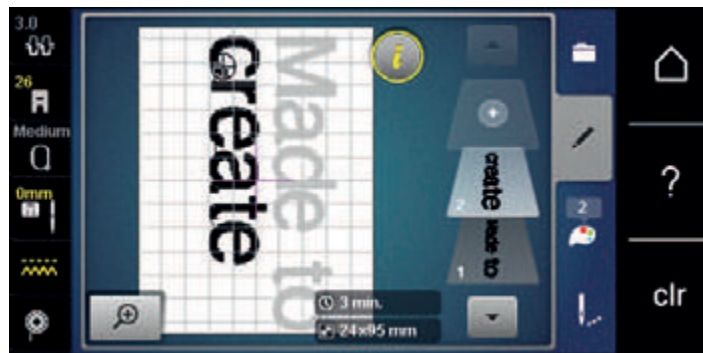 3.0
26
Medium
0mm
create
Made to
i
create
2
Made to
1
3 min.
24x95 mm
2
?
clr